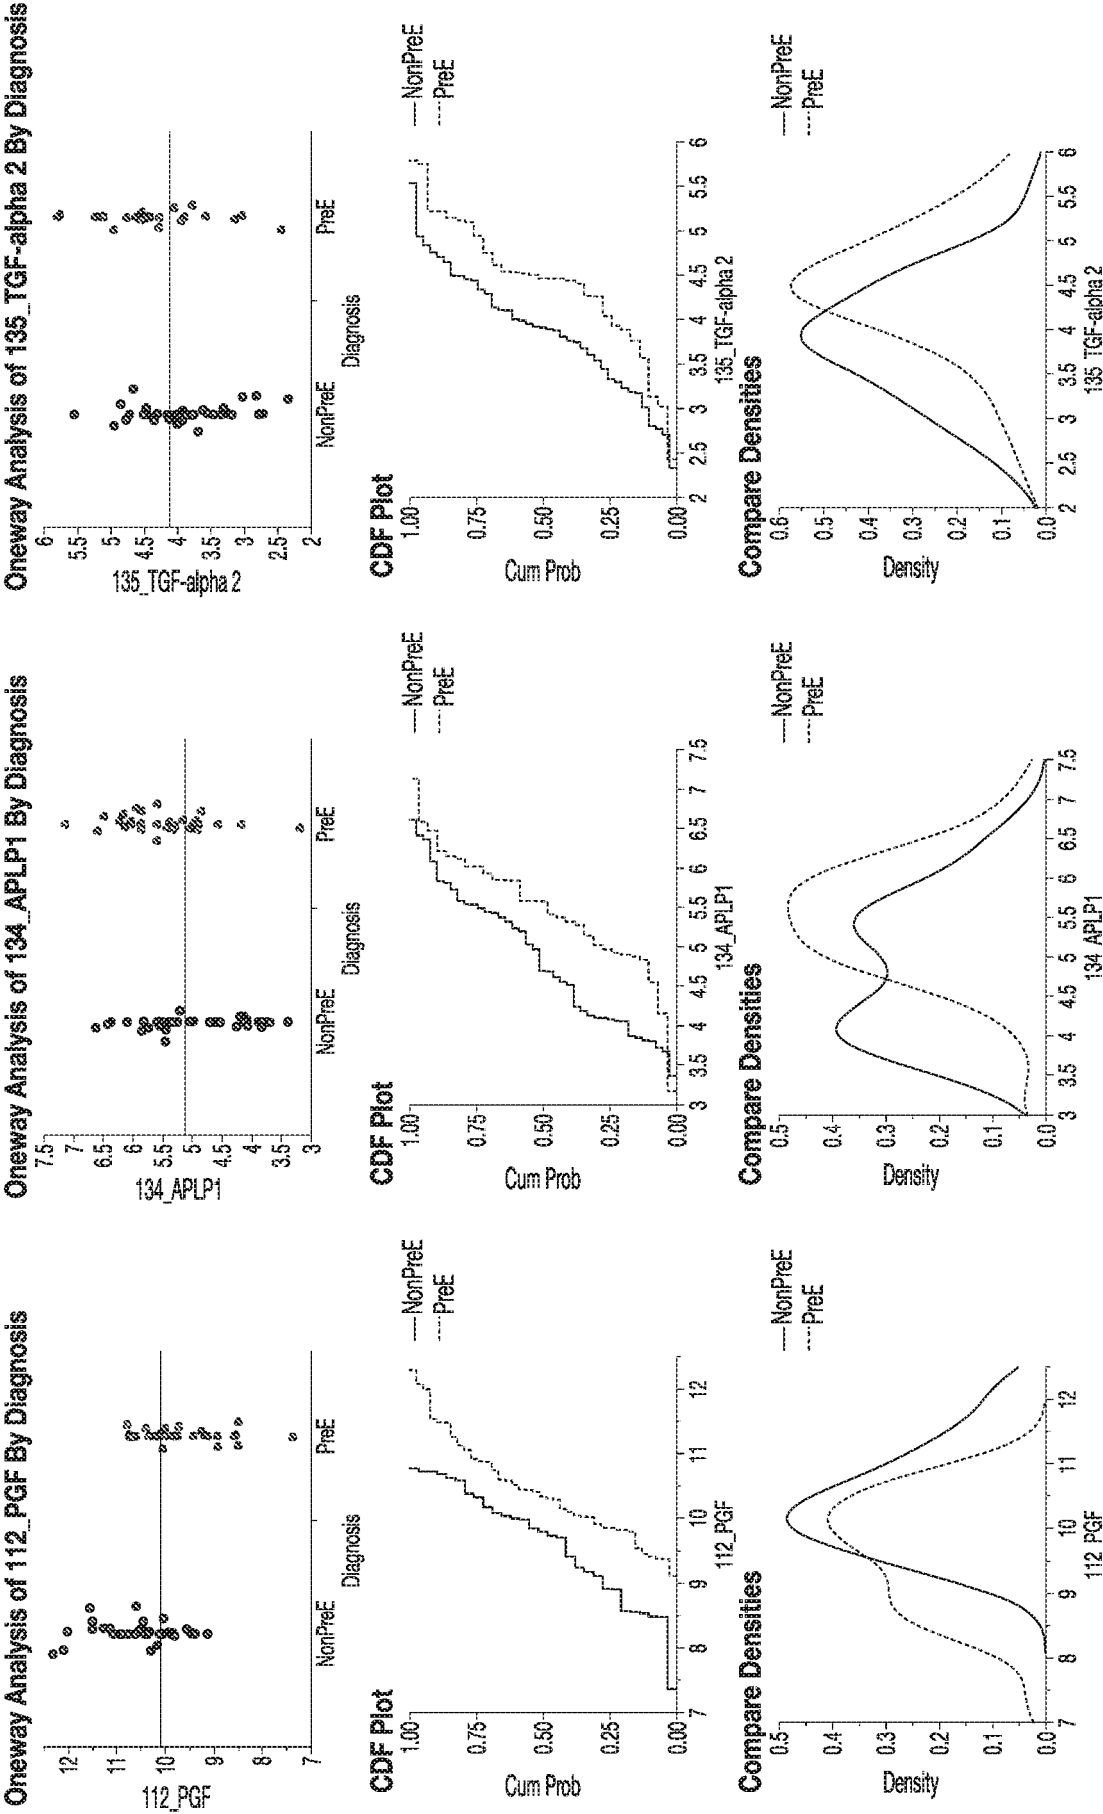 Oneway Analysis of 112_PGF By Diagnosis
112_PGF
12
11
10
9
8
7
NonPreE
PreE
Diagnosis
CDF Plot
Cum Prob
1.00
0.75
0.50
0.25
0.00
7
8
9
10
11
12
112_PGF
NonPreE
PreE
Compare Densities
Density
0.5
0.4
0.3
0.2
0.1
0.0
7
8
9
10
11
12
112_PGF
NonPreE
PreE
Oneway Analysis of 134_APLP1 By Diagnosis
134_APLP1
7.5
7
6.5
6
5.5
5
4.5
4
3.5
3
NonPreE
PreE
Diagnosis
CDF Plot
Cum Prob
1.00
0.75
0.50
0.25
0.00
3
3.5
4
4.5
5
5.5
6
6.5
7
7.5
134_APLP1
NonPreE
PreE
Compare Densities
Density
0.5
0.4
0.3
0.2
0.1
0.0
3
3.5
4
4.5
5
5.5
6
6.5
7
7.5
134_APLP1
NonPreE
PreE
Oneway Analysis of 135_TGF-alpha 2 By Diagnosis
135_TGF-alpha 2
6
5.5
5
4.5
4
3.5
3
2.5
2
NonPreE
PreE
Diagnosis
CDF Plot
Cum Prob
1.00
0.75
0.50
0.25
0.00
2
2.5
3
3.5
4
4.5
5
5.5
6
135_TGF-alpha 2
NonPreE
PreE
Compare Densities
Density
0.6
0.5
0.4
0.3
0.2
0.1
0.0
2
2.5
3
3.5
4
4.5
5
5.5
6
135_TGF-alpha 2
NonPreE
PreE